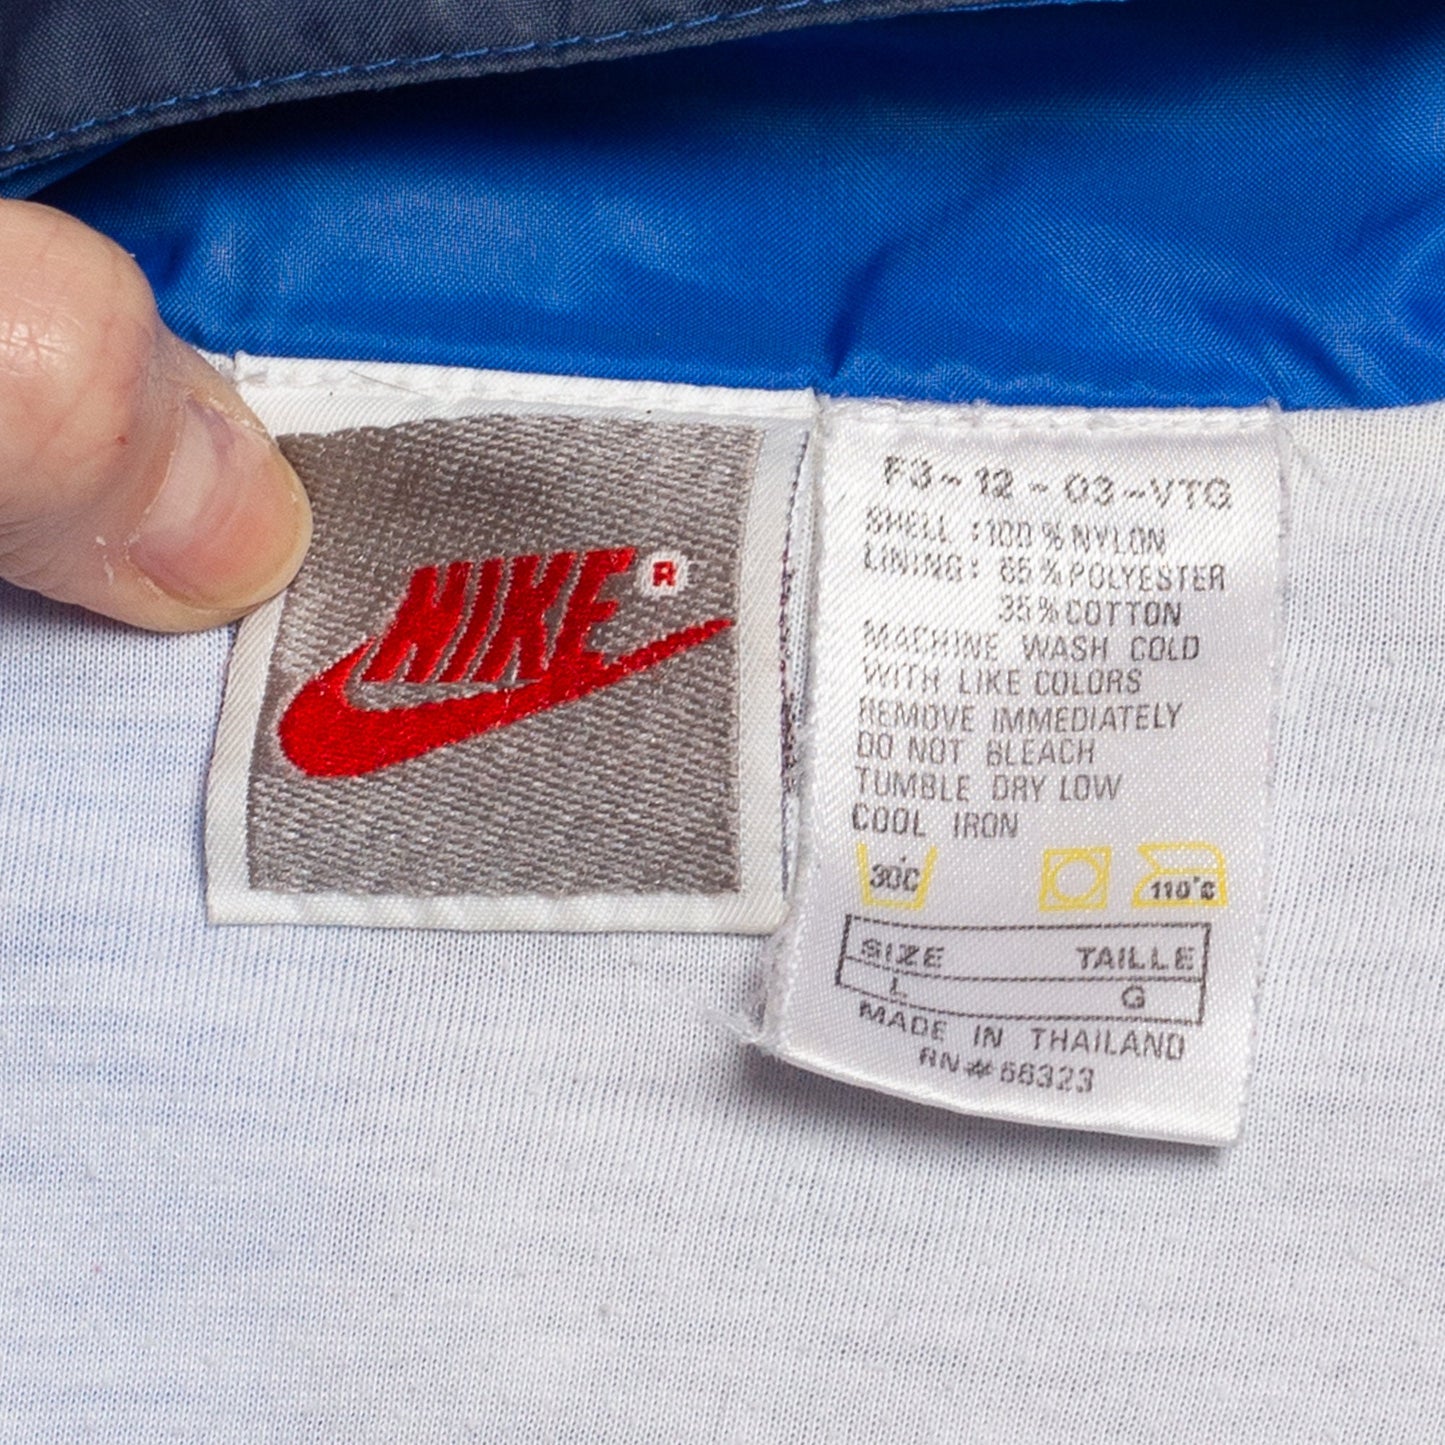 NIKE
R
F3-12-03-VTG
SHELL :100 % NYLON
LINING: 65 % POLYESTER
35% COTTON
MACHINE WASH COLD
WITH LIKE COLORS
REMOVE IMMEDIATELY
DO NOT BLEACH
TUMBLE DRY LOW
COOL IRON
30°C
110°C
SIZE TAILLE
L G
MADE IN THAILAND
RN#56323